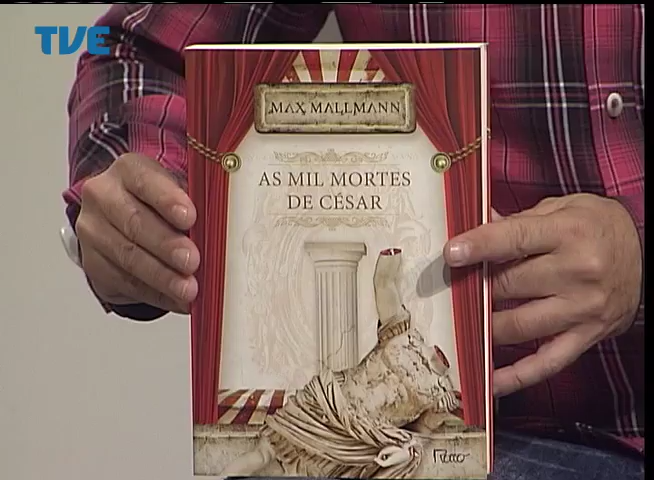 TVE
MAX MALLMANN
AS MIL MORTES
DE CÉSAR
Rocco